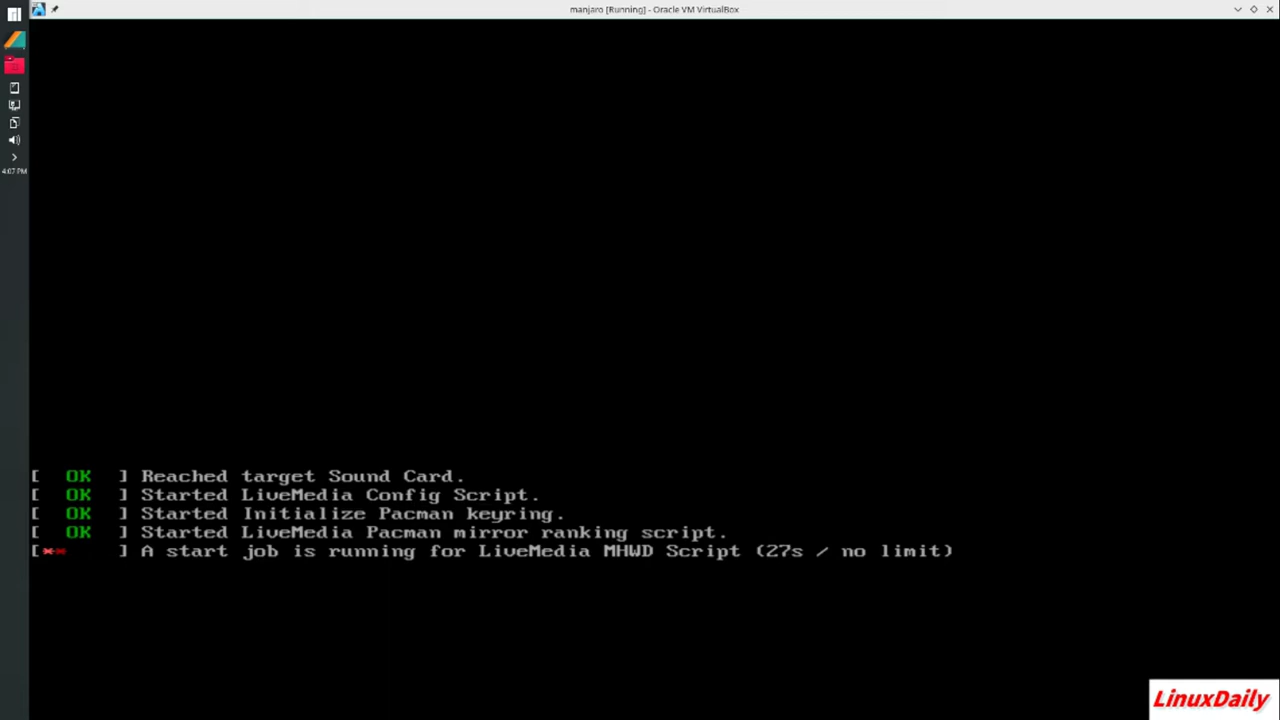 manjaro [Running] - Oracle VM VirtualBox
4:07 PM
[ OK ] Reached target Sound Card.
[ OK ] Started LiveMedia Config Script.
[ OK ] Started Initialize Pacman keyring.
[ OK ] Started LiveMedia Pacman mirror ranking script.
[** ] A start job is running for LiveMedia MHWD Script (27s / no limit)
LinuxDaily